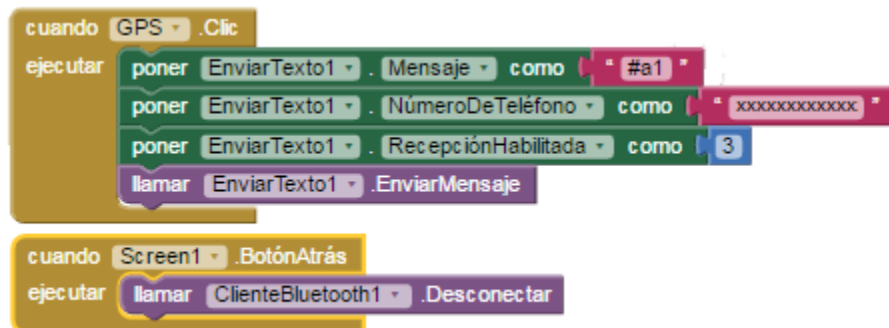 cuando GPS .Clic
ejecutar poner EnviarTexto1 . Mensaje como " #a1 "
poner EnviarTexto1 . NúmeroDeTeléfono como " xxxxxxxxxxxx "
poner EnviarTexto1 . RecepciónHabilitada como 3
llamar EnviarTexto1 .EnviarMensaje
cuando Screen1 .BotónAtrás
ejecutar llamar ClienteBluetooth1 .Desconectar